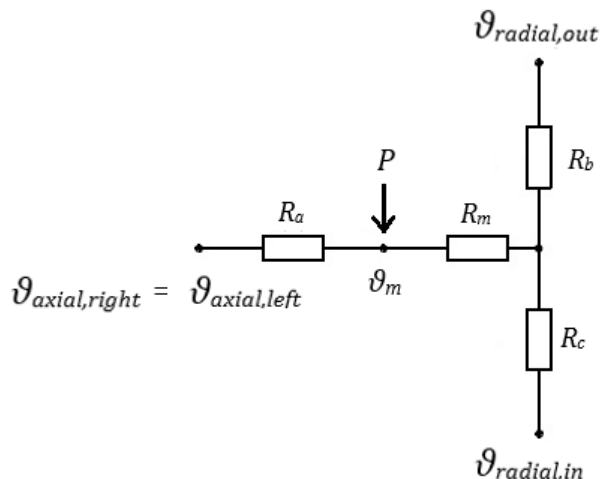 ϑradial,out
P
Rb
Ra
Rm
ϑaxial,right = ϑaxial,left
ϑm
Rc
ϑradial,in